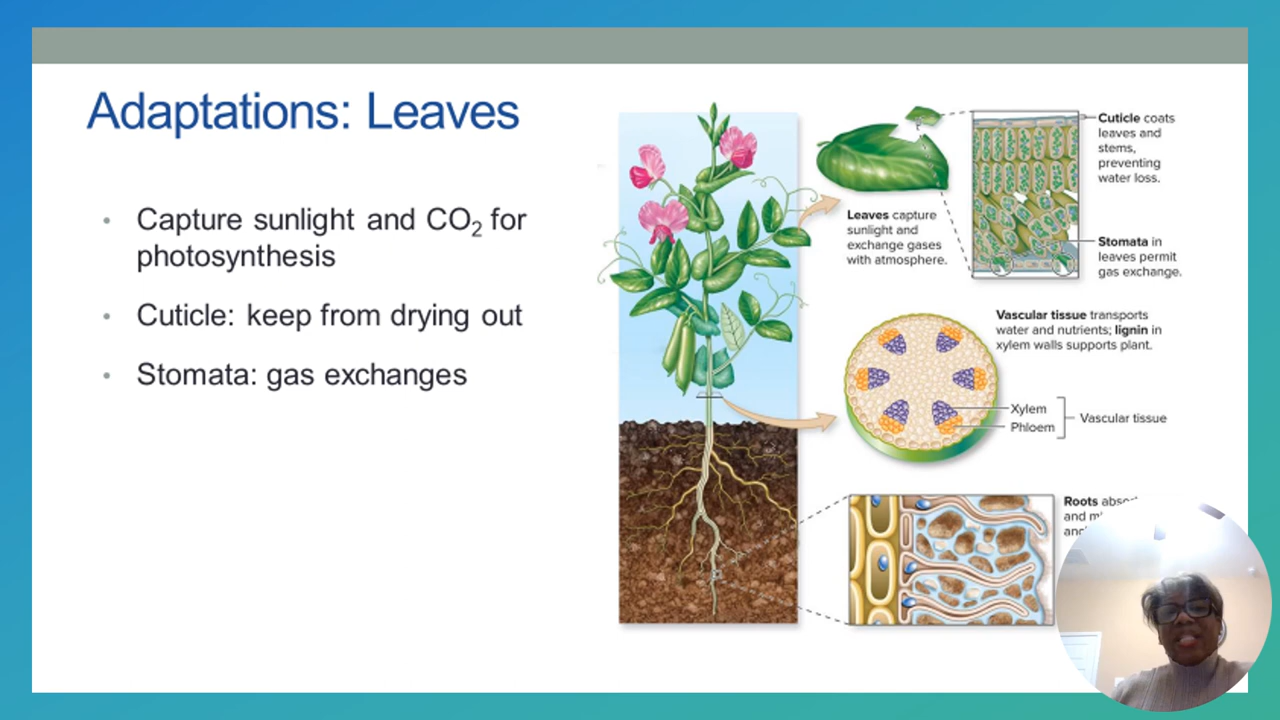 Adaptations: Leaves
• Capture sunlight and CO₂ for
photosynthesis
• Cuticle: keep from drying out
• Stomata: gas exchanges
Cuticle coats
leaves and
stems,
preventing
water loss.
Leaves capture
sunlight and
exchange gases
with atmosphere.
Stomata in
leaves permit
gas exchange.
Vascular tissue transports
water and nutrients; lignin in
xylem walls supports plant.
Xylem
Phloem
Vascular tissue
Roots
and